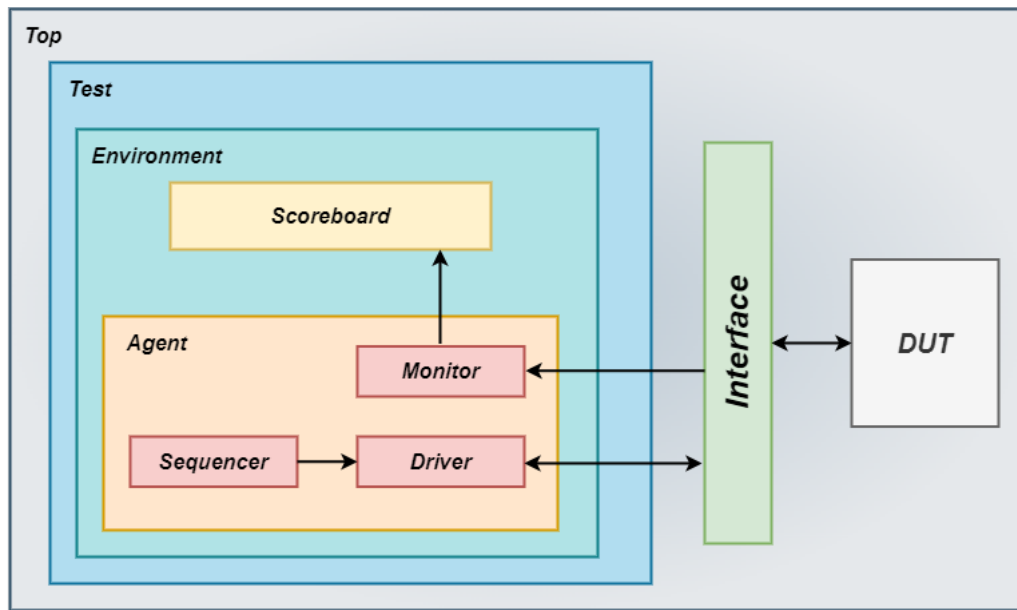 Top
Test
Environment
Scoreboard
Agent
Monitor
Sequencer
Driver
Interface
DUT